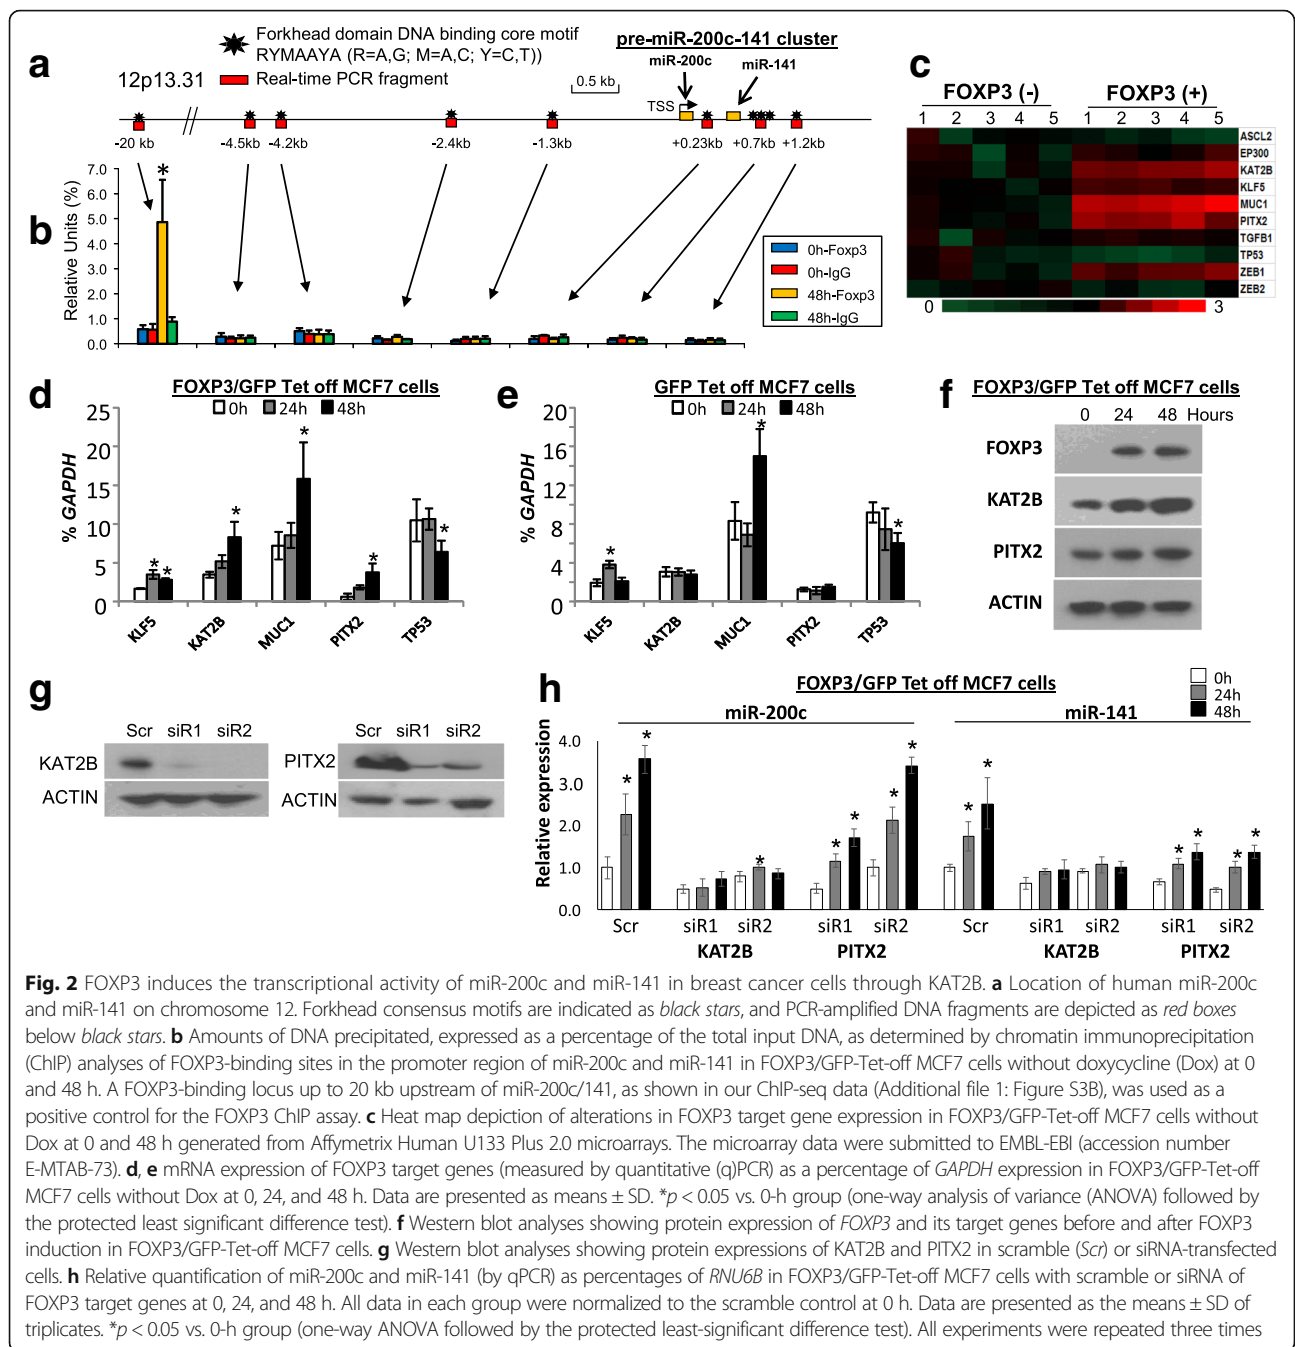 a
Forkhead domain DNA binding core motif
RYMAAYA (R=A,G; M=A,C; Y=C,T))
Real-time PCR fragment
12p13.31
0.5 kb
pre-miR-200c-141 cluster
miR-200c
miR-141
TSS
-20 kb
-4.5kb
-4.2kb
-2.4kb
-1.3kb
+0.23kb
+0.7kb
+1.2kb
b
Relative Units (%)
7.0
6.0
5.0
4.0
3.0
2.0
1.0
0.0
*
0h-Foxp3
0h-IgG
48h-Foxp3
48h-IgG
c
FOXP3 (-)
FOXP3 (+)
1 2 3 4 5 1 2 3 4 5
ASCL2
EP300
KAT2B
KLF5
MUC1
PITX2
TGFB1
TP53
ZEB1
ZEB2
0
3
d
FOXP3/GFP Tet off MCF7 cells
0h 24h 48h
% GAPDH
25
20
15
10
5
0
* * * * * *
KLF5
KAT2B
MUC1
PITX2
TP53
e
GFP Tet off MCF7 cells
0h 24h 48h
% GAPDH
20
16
12
8
4
0
* * *
KLF5
KAT2B
MUC1
PITX2
TP53
f
FOXP3/GFP Tet off MCF7 cells
0 24 48 Hours
FOXP3
KAT2B
PITX2
ACTIN
g
Scr siR1 siR2
KAT2B
ACTIN
Scr siR1 siR2
PITX2
ACTIN
h
FOXP3/GFP Tet off MCF7 cells
0h
24h
48h
miR-200c
miR-141
Relative expression
4.0
3.0
2.0
1.0
0.0
* * * * * * * * * * * * *
Scr siR1 siR2 siR1 siR2 Scr siR1 siR2 siR1 siR2
KAT2B PITX2 KAT2B PITX2
Fig. 2 FOXP3 induces the transcriptional activity of miR-200c and miR-141 in breast cancer cells through KAT2B. a Location of human miR-200c
and miR-141 on chromosome 12. Forkhead consensus motifs are indicated as black stars, and PCR-amplified DNA fragments are depicted as red boxes
below black stars. b Amounts of DNA precipitated, expressed as a percentage of the total input DNA, as determined by chromatin immunoprecipitation
(ChIP) analyses of FOXP3-binding sites in the promoter region of miR-200c and miR-141 in FOXP3/GFP-Tet-off MCF7 cells without doxycycline (Dox) at 0
and 48 h. A FOXP3-binding locus up to 20 kb upstream of miR-200c/141, as shown in our ChIP-seq data (Additional file 1: Figure S3B), was used as a
positive control for the FOXP3 ChIP assay. c Heat map depiction of alterations in FOXP3 target gene expression in FOXP3/GFP-Tet-off MCF7 cells without
Dox at 0 and 48 h generated from Affymetrix Human U133 Plus 2.0 microarrays. The microarray data were submitted to EMBL-EBI (accession number
E-MTAB-73). d, e mRNA expression of FOXP3 target genes (measured by quantitative (q)PCR) as a percentage of GAPDH expression in FOXP3/GFP-Tet-off
MCF7 cells without Dox at 0, 24, and 48 h. Data are presented as means ± SD. *p < 0.05 vs. 0-h group (one-way analysis of variance (ANOVA) followed by
the protected least significant difference test). f Western blot analyses showing protein expression of FOXP3 and its target genes before and after FOXP3
induction in FOXP3/GFP-Tet-off MCF7 cells. g Western blot analyses showing protein expressions of KAT2B and PITX2 in scramble (Scr) or siRNA-transfected
cells. h Relative quantification of miR-200c and miR-141 (by qPCR) as percentages of RNU6B in FOXP3/GFP-Tet-off MCF7 cells with scramble or siRNA of
FOXP3 target genes at 0, 24, and 48 h. All data in each group were normalized to the scramble control at 0 h. Data are presented as the means ± SD of
triplicates. *p < 0.05 vs. 0-h group (one-way ANOVA followed by the protected least-significant difference test). All experiments were repeated three times